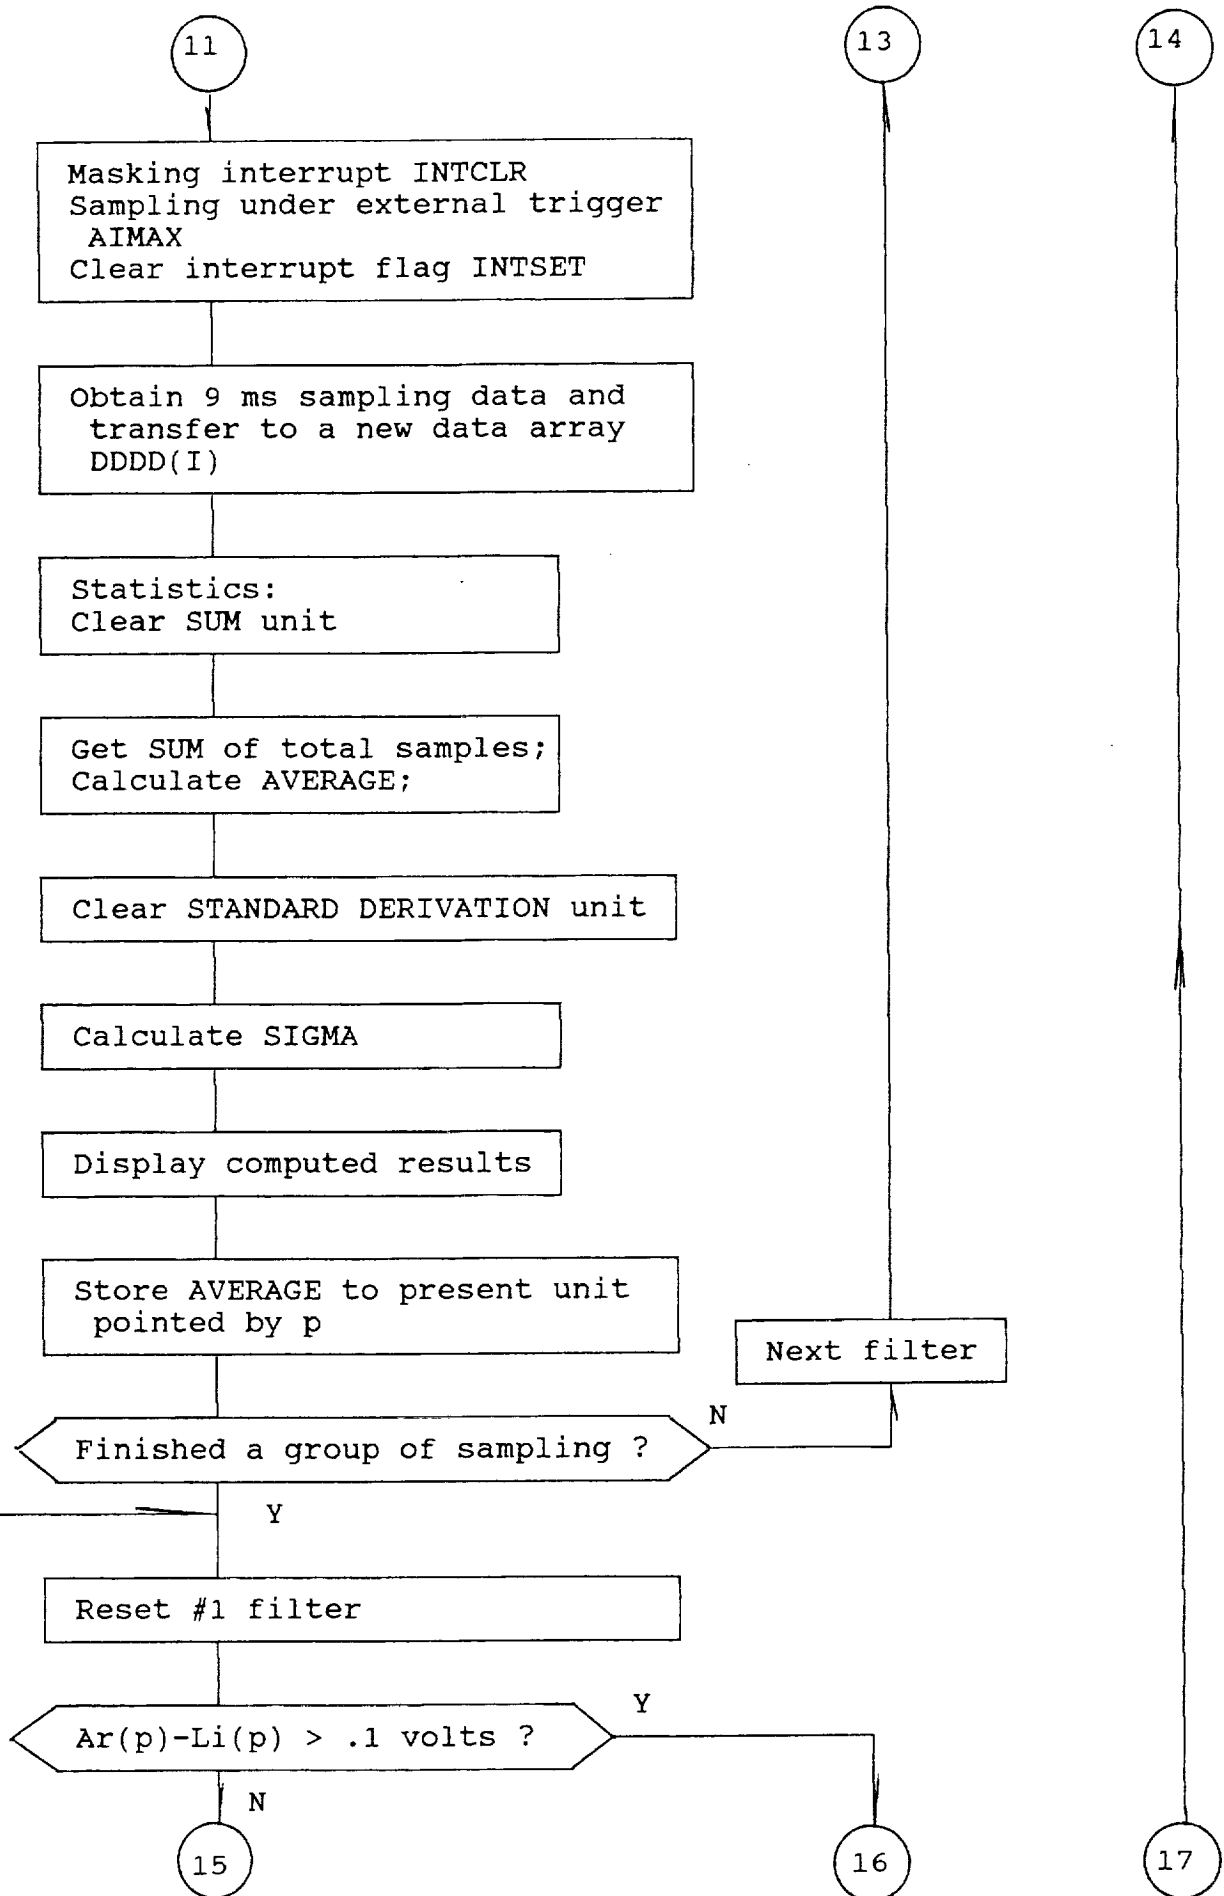 11
13
14
Masking interrupt INTCLR
Sampling under external trigger
AIMAX
Clear interrupt flag INTSET
Obtain 9 ms sampling data and
transfer to a new data array
DDDD(I)
Statistics:
Clear SUM unit
Get SUM of total samples;
Calculate AVERAGE;
Clear STANDARD DERIVATION unit
Calculate SIGMA
Display computed results
Store AVERAGE to present unit
pointed by p
Next filter
Finished a group of sampling ?
N
Y
Reset #1 filter
Ar(p)-Li(p) > .1 volts ?
Y
N
15
16
17